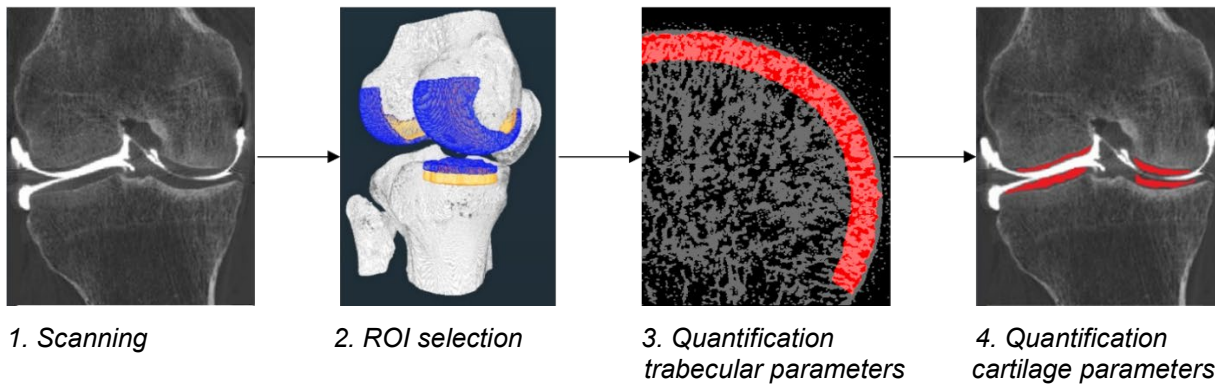 1. Scanning
2. ROI selection
3. Quantification
trabecular parameters
4. Quantification
cartilage parameters